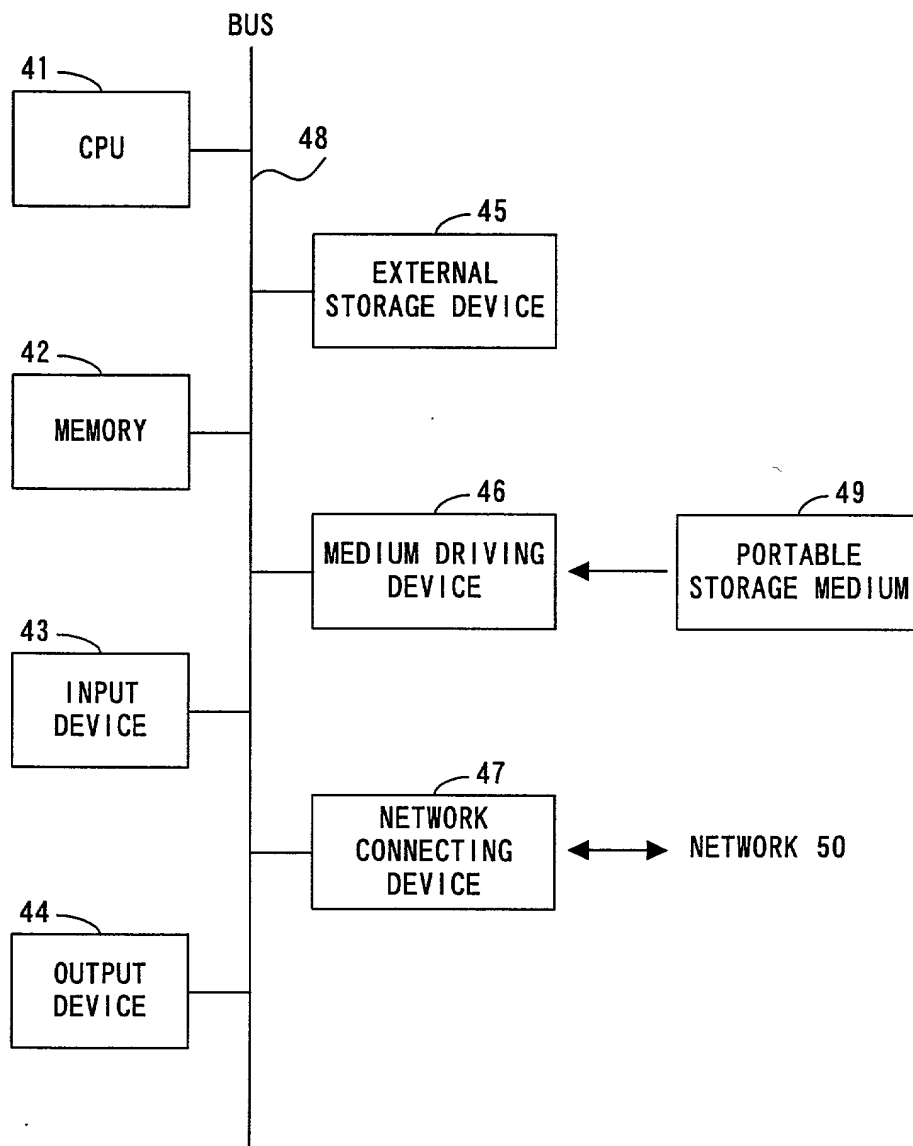 BUS
41
CPU
48
45
EXTERNAL
STORAGE DEVICE
42
MEMORY
46
MEDIUM DRIVING
DEVICE
49
PORTABLE
STORAGE MEDIUM
43
INPUT
DEVICE
47
NETWORK
CONNECTING
DEVICE
NETWORK 50
44
OUTPUT
DEVICE